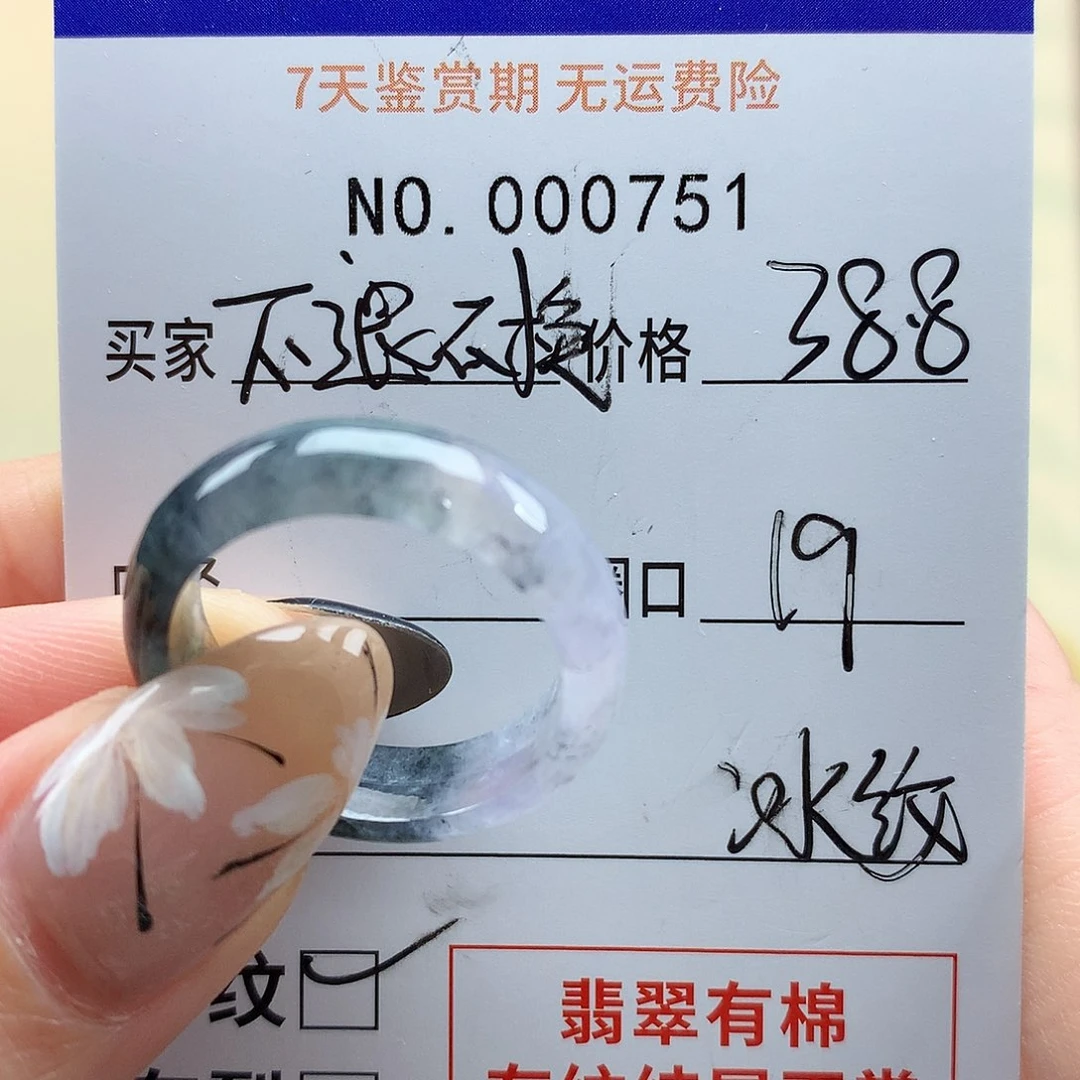 7天鉴赏期 无运费险
NO. 000751
买家 不退不换 价格 388
圈口 19
冰纹
纹
翡翠有棉